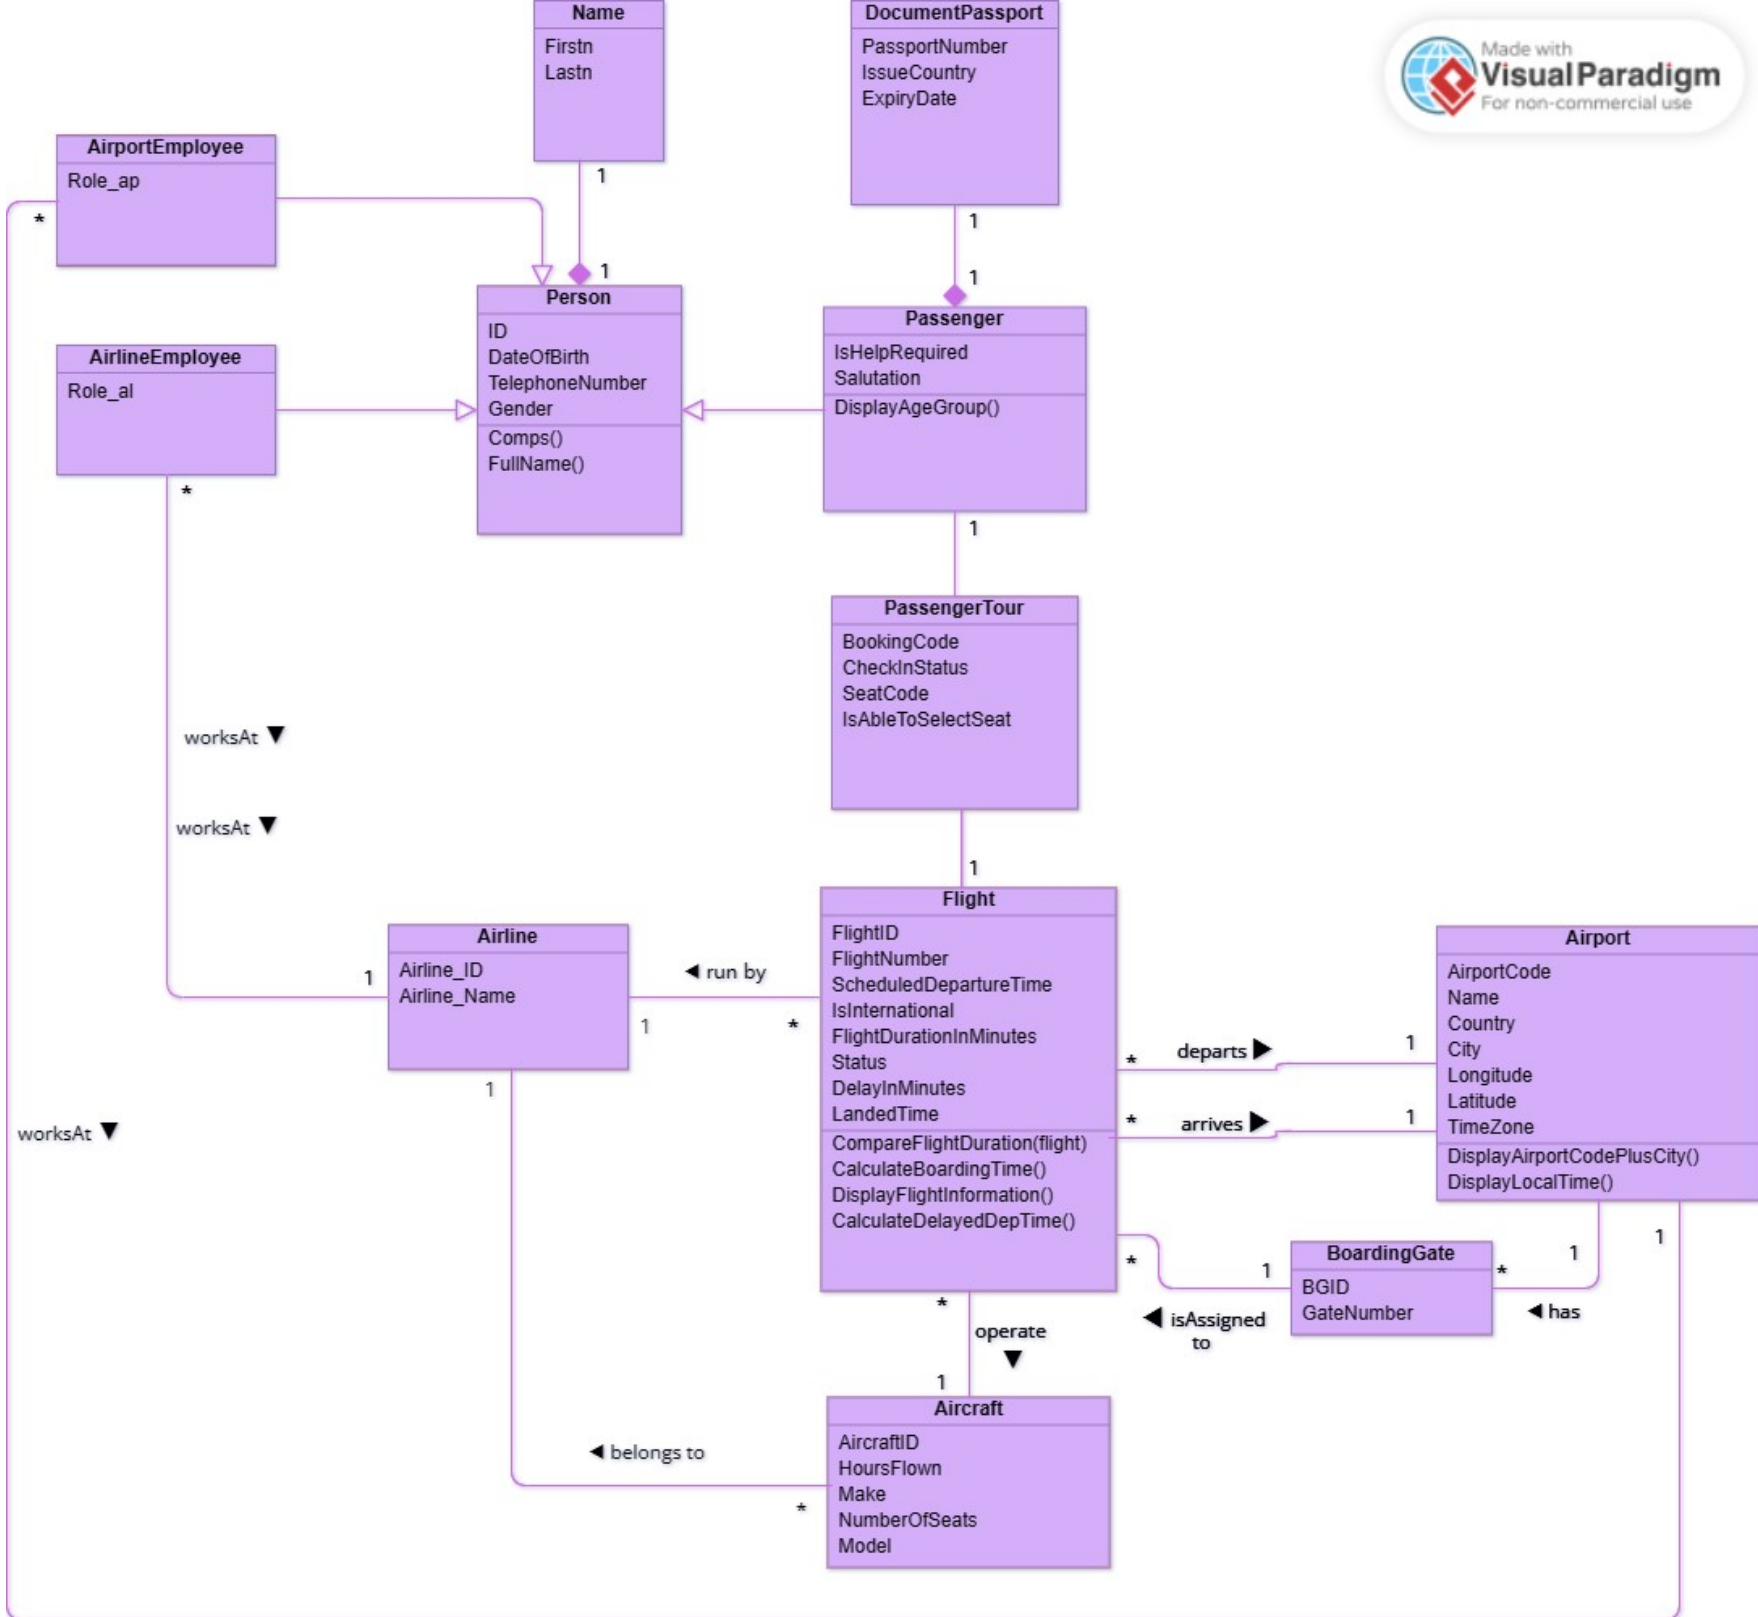 Name
Firstn
Lastn
1
DocumentPassport
PassportNumber
IssueCountry
ExpiryDate
1
Made with
Visual Paradigm
For non-commercial use
AirportEmployee
Role_ap
*
AirlineEmployee
Role_al
*
1
Person
ID
DateOfBirth
TelephoneNumber
Gender
Comps()
FullName()
1
Passenger
IsHelpRequired
Salutation
DisplayAgeGroup()
1
PassengerTour
BookingCode
CheckInStatus
SeatCode
IsAbleToSelectSeat
1
worksAt ▼
worksAt ▼
worksAt ▼
1
Airline
Airline_ID
Airline_Name
1
1
◄ run by
*
Flight
FlightID
FlightNumber
ScheduledDepartureTime
IsInternational
FlightDurationInMinutes
Status
DelayInMinutes
LandedTime
CompareFlightDuration(flight)
CalculateBoardingTime()
DisplayFlightInformation()
CalculateDelayedDepTime()
* departs ► 1
* arrives ► 1
Airport
AirportCode
Name
Country
City
Longitude
Latitude
TimeZone
DisplayAirportCodePlusCity()
DisplayLocalTime()
1
1
*
1
◄ isAssigned
to
BoardingGate
BGID
GateNumber
*
◄ has
*
operate
▼
1
Aircraft
AircraftID
HoursFlown
Make
NumberOfSeats
Model
◄ belongs to
*